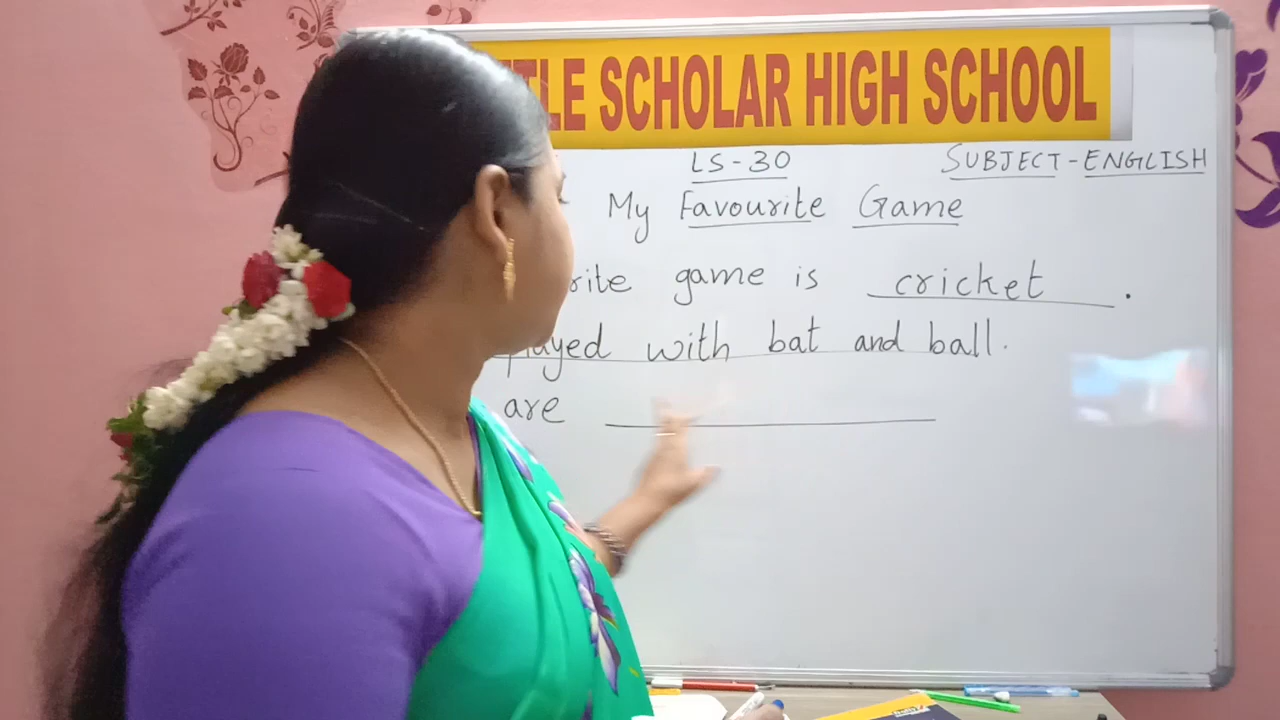 SCHOLAR HIGH SCHOOL
LS-30 SUBJECT-ENGLISH
My Favourite Game
game is cricket .
with bat and ball.
are